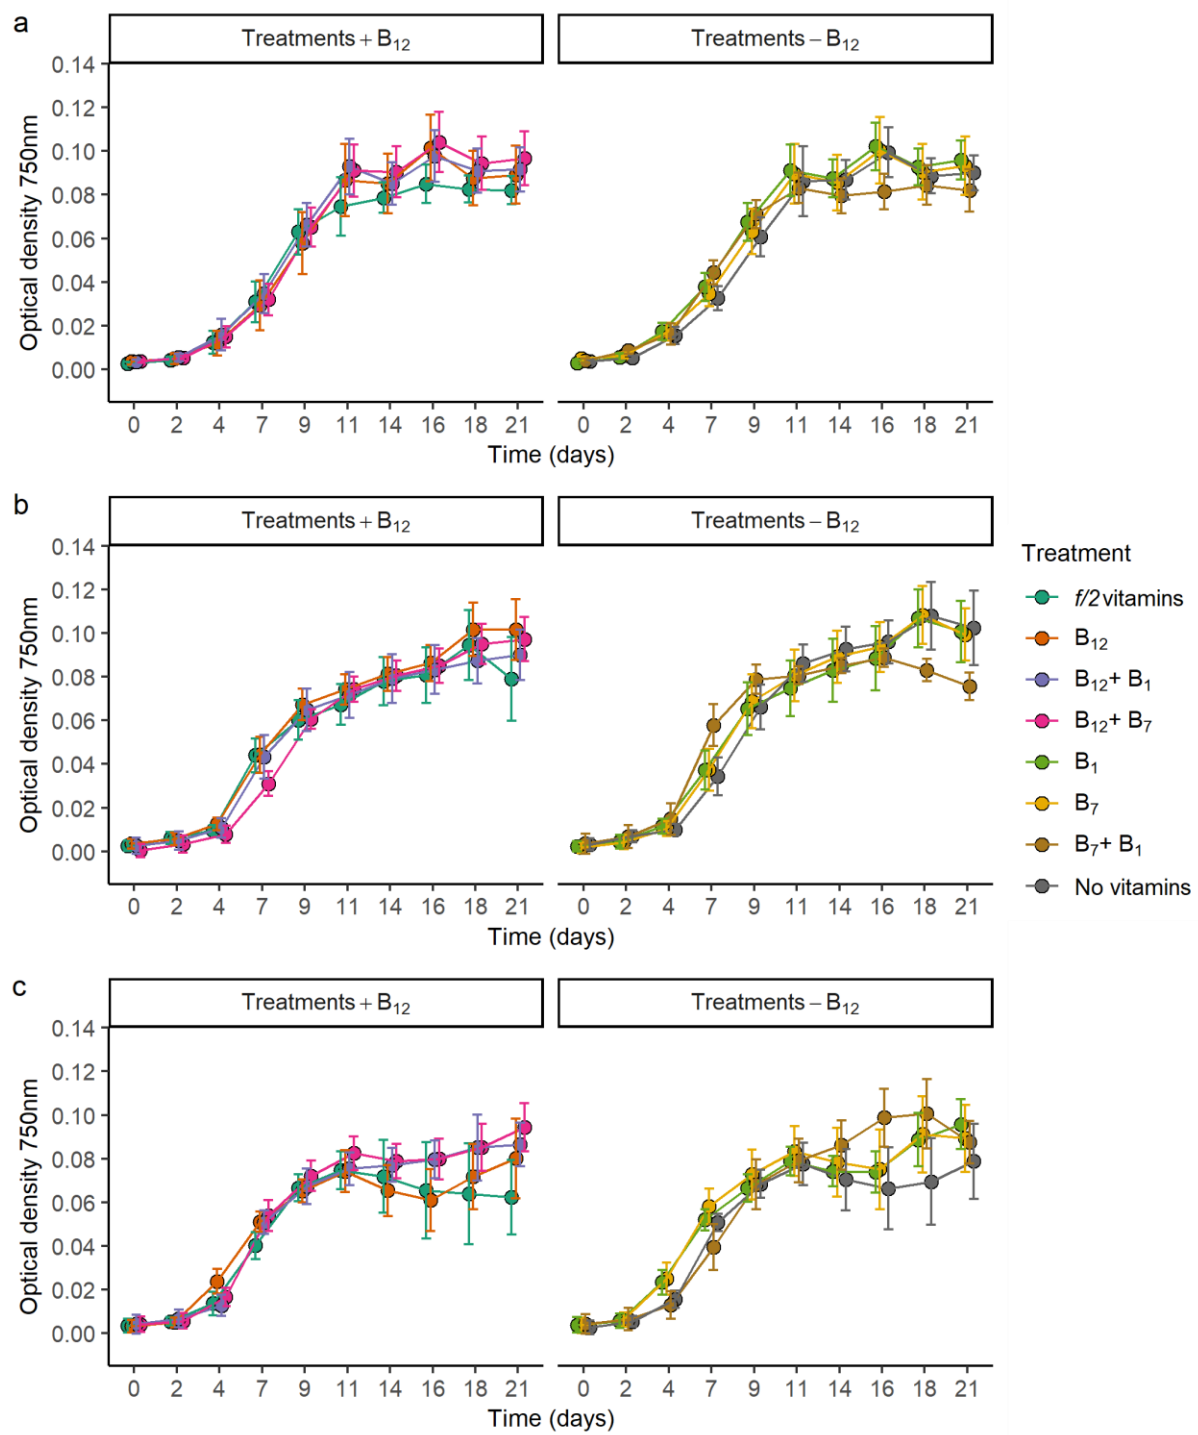 a
Treatments + B12
Treatments − B12
0.14
0.12
0.10
0.08
0.06
0.04
0.02
0.00
Optical density 750nm
0 2 4 7 9 11 14 16 18 21
0 2 4 7 9 11 14 16 18 21
Time (days)
b
Treatments + B12
Treatments − B12
0.14
0.12
0.10
0.08
0.06
0.04
0.02
0.00
Optical density 750nm
0 2 4 7 9 11 14 16 18 21
0 2 4 7 9 11 14 16 18 21
Time (days)
Treatment
f/2 vitamins
B12
B12 + B1
B12 + B7
B1
B7
B7 + B1
No vitamins
c
Treatments + B12
Treatments − B12
0.14
0.12
0.10
0.08
0.06
0.04
0.02
0.00
Optical density 750nm
0 2 4 7 9 11 14 16 18 21
0 2 4 7 9 11 14 16 18 21
Time (days)